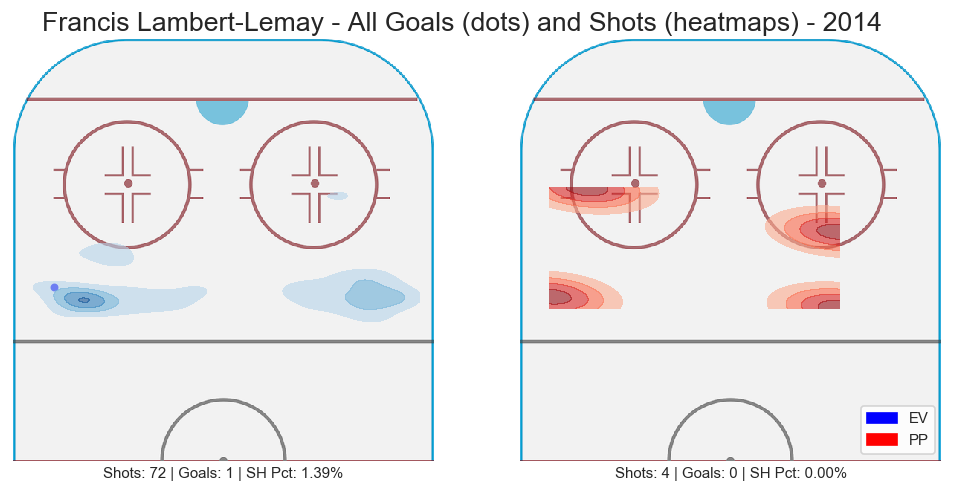 Francis Lambert-Lemay - All Goals (dots) and Shots (heatmaps) - 2014
EV
PP
Shots: 72 | Goals: 1 | SH Pct: 1.39%
Shots: 4 | Goals: 0 | SH Pct: 0.00%